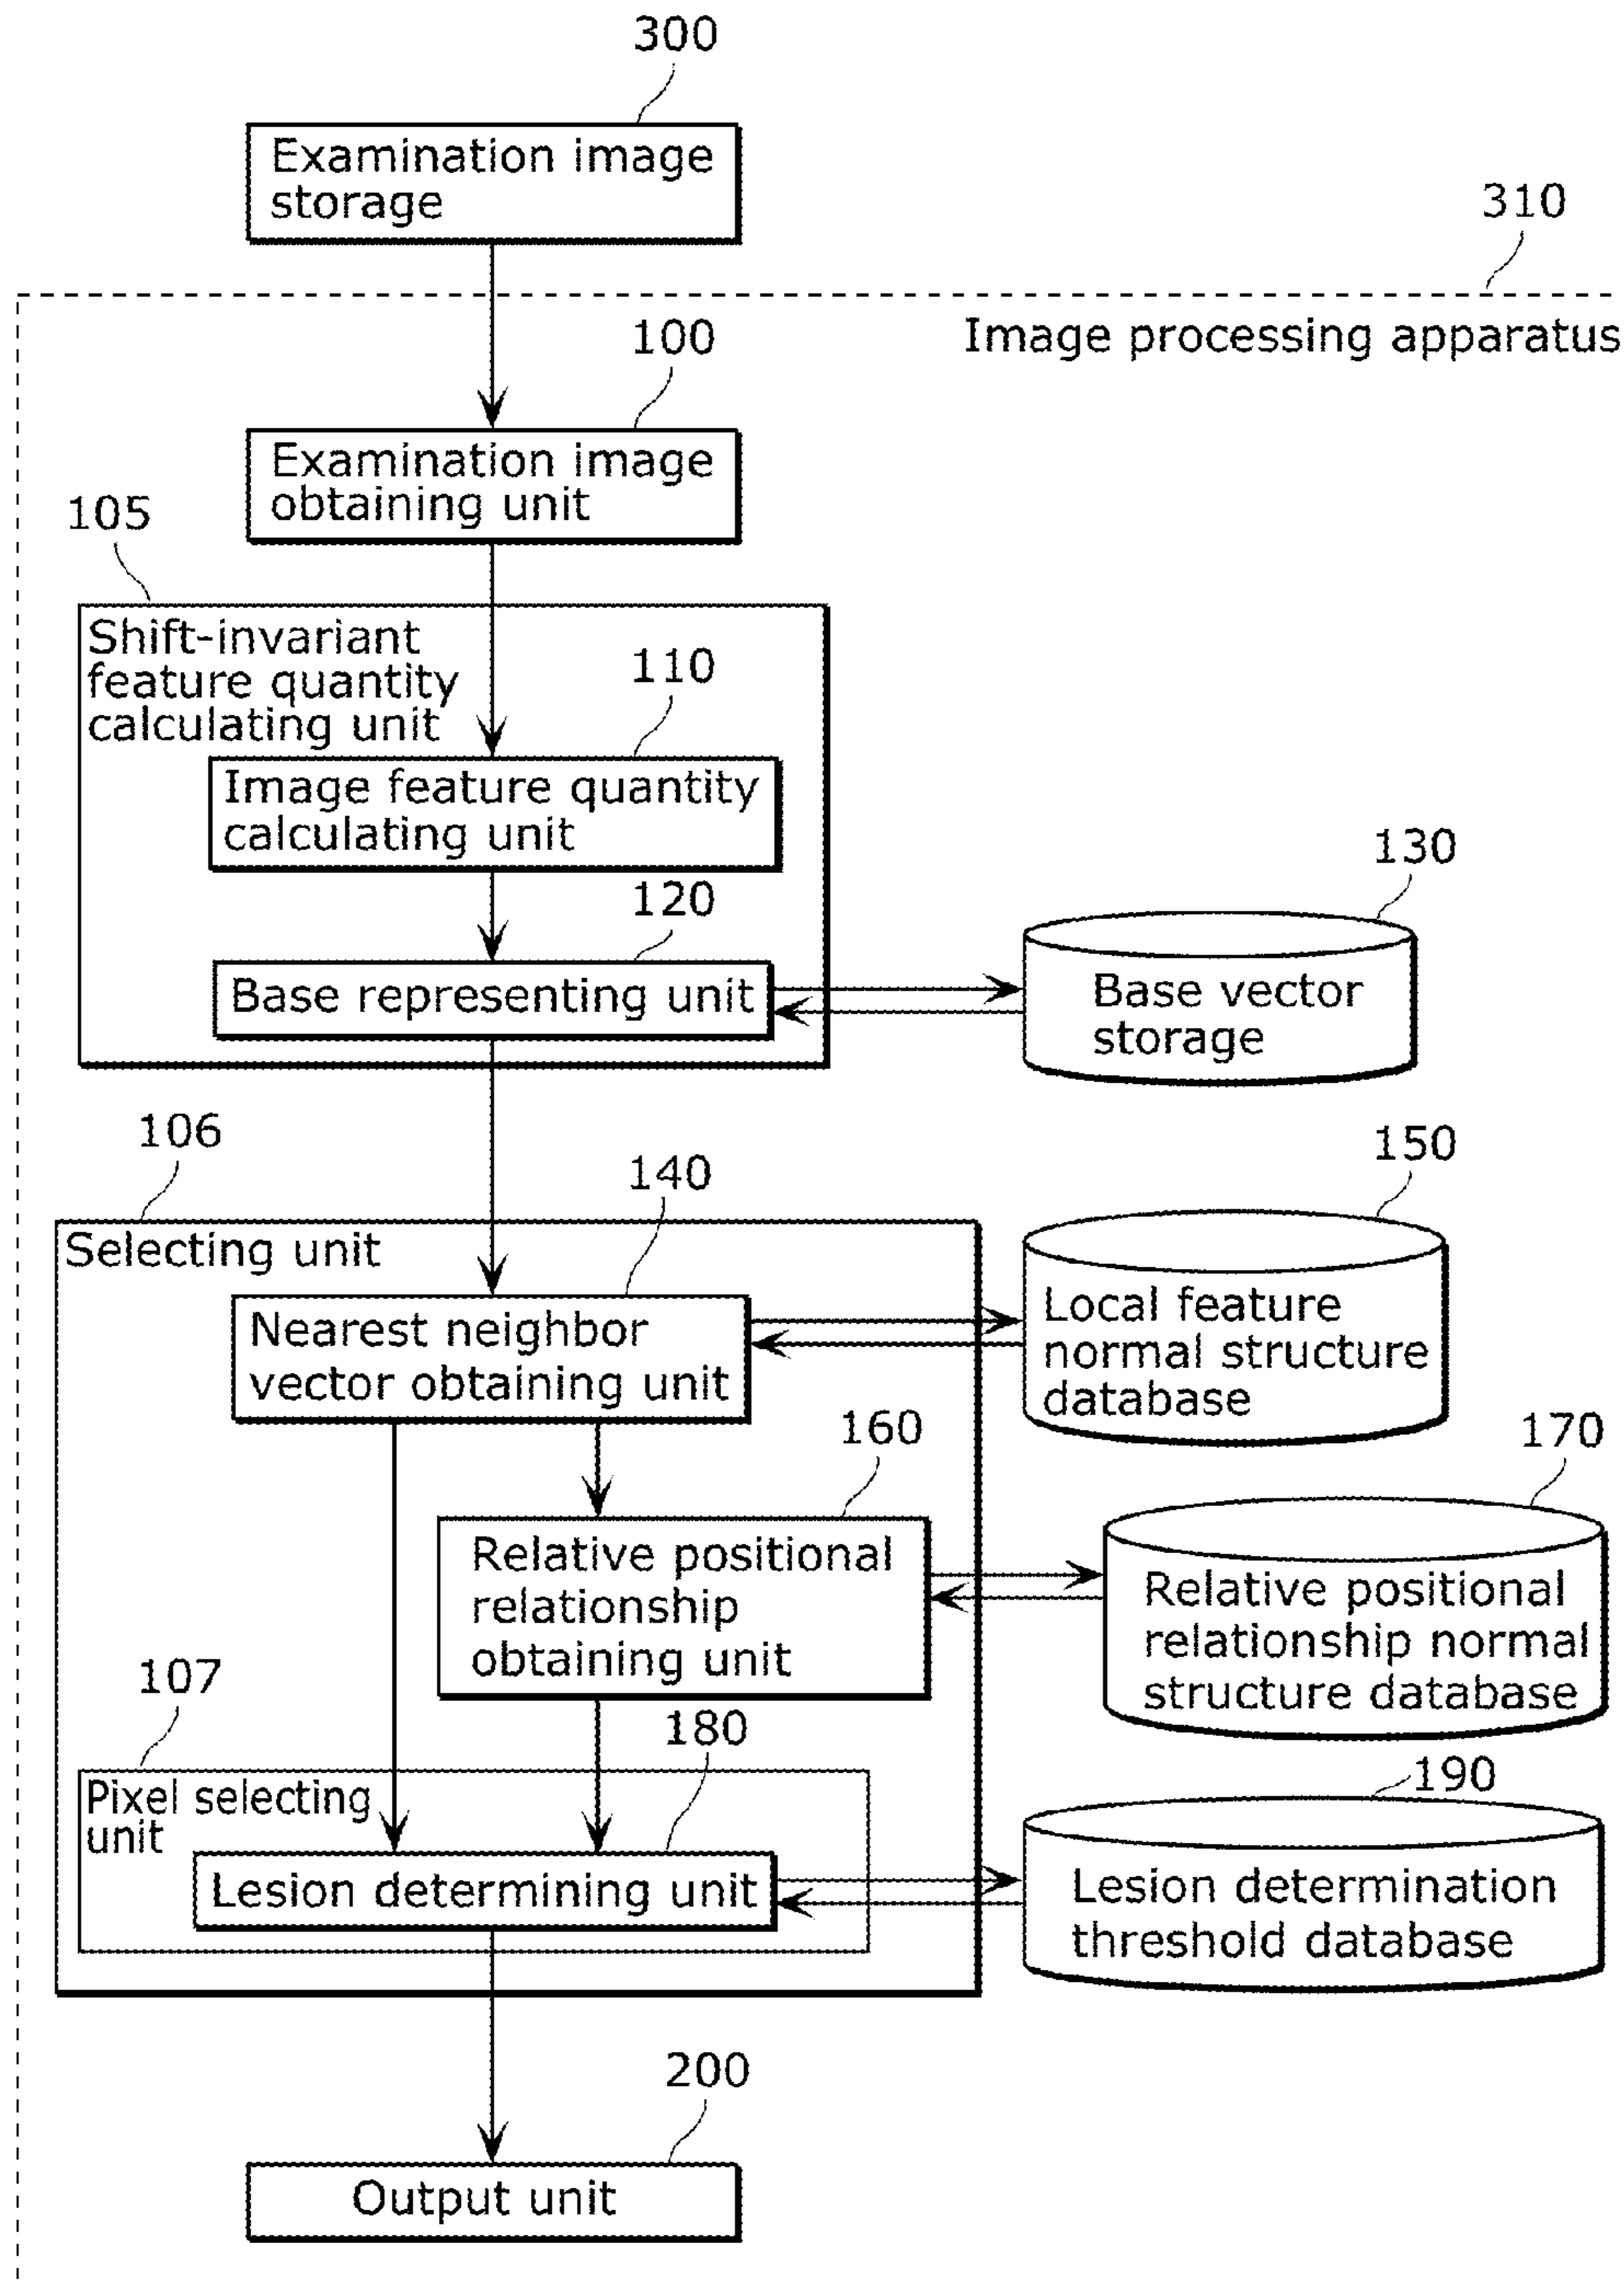 300
Examination image
storage
310
Image processing apparatus
100
Examination image
obtaining unit
105
Shift-invariant
feature quantity
calculating unit
110
Image feature quantity
calculating unit
120
Base representing unit
130
Base vector
storage
106
Selecting unit
140
Nearest neighbor
vector obtaining unit
150
Local feature
normal structure
database
160
Relative positional
relationship
obtaining unit
170
Relative positional
relationship normal
structure database
107
Pixel selecting
unit
180
Lesion determining unit
190
Lesion determination
threshold database
200
Output unit